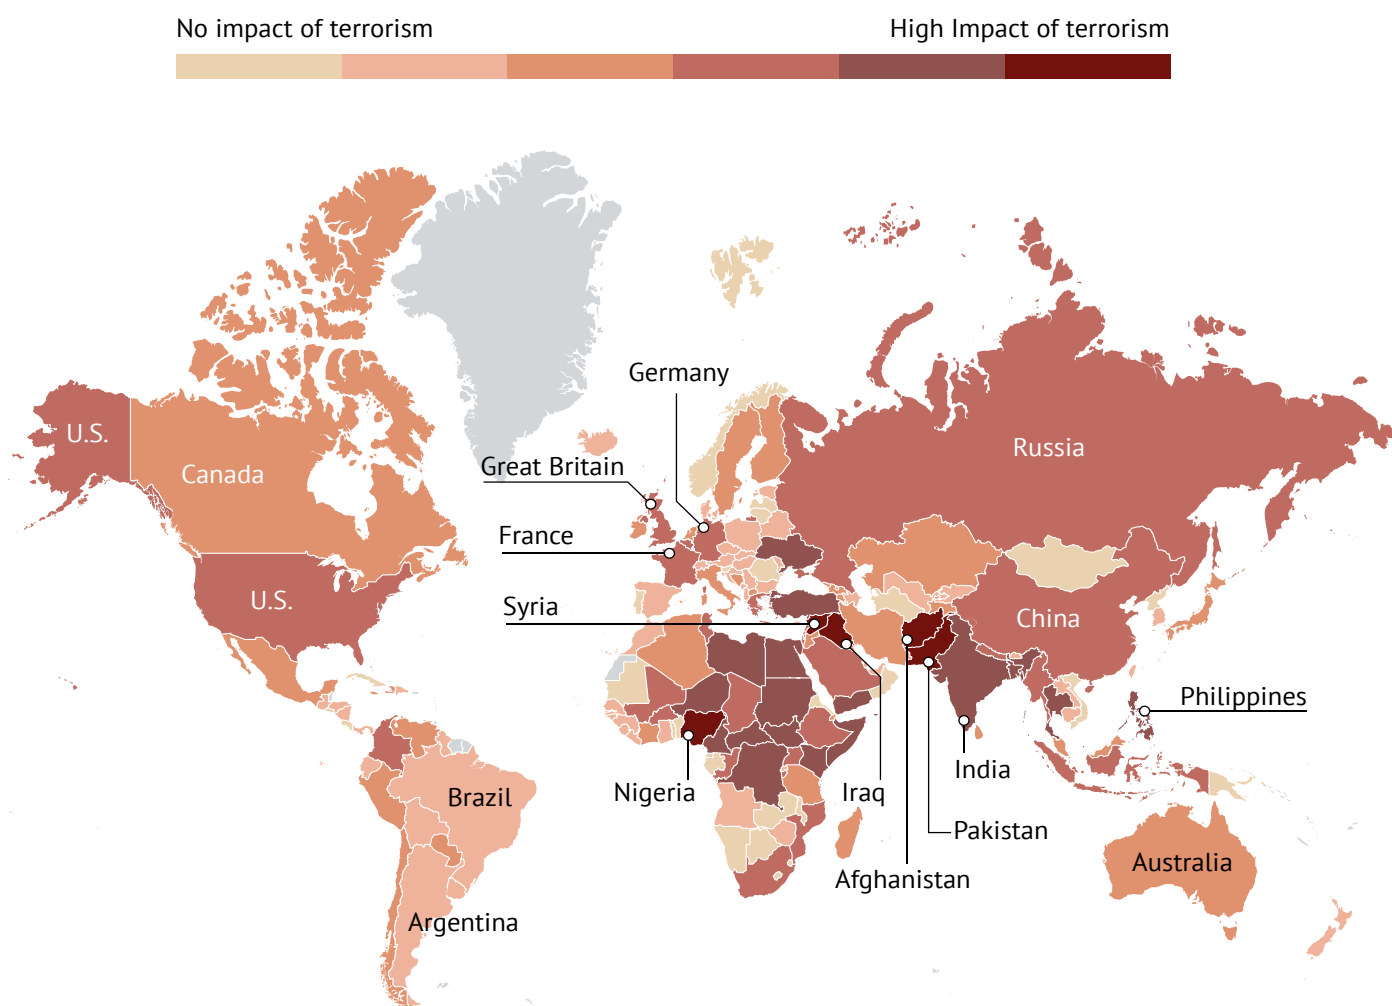 No impact of terrorism
High Impact of terrorism
Germany
U.S.
Great Britain
Russia
Canada
France
U.S.
Syria
China
Philippines
India
Nigeria
Iraq
Brazil
Pakistan
Australia
Afghanistan
Argentina